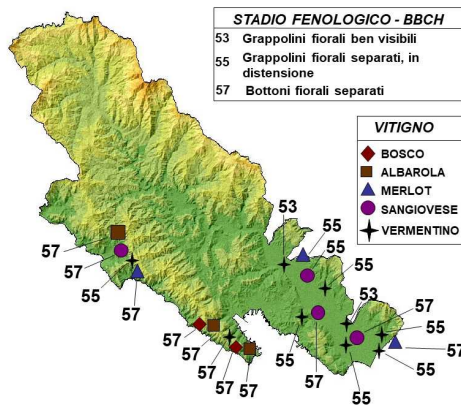 STADIO FENOLOGICO - BBCH
53 Grappolini fiorali ben visibili
55 Grappolini fiorali separati, in
distensione
57 Bottoni fiorali separati
VITIGNO
BOSCO
ALBAROLA
MERLOT
SANGIOVESE
VERMENTINO
53
55
55
57
57
55
55
53
57
57
55
55
57
57
57
57
57
57
55
55
57